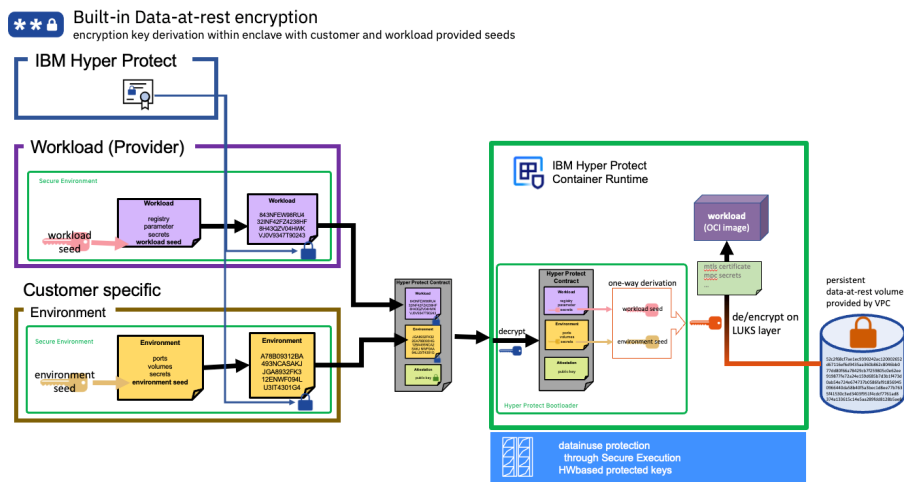 Built-in Data-at-rest encryption
encryption key derivation within enclave with customer and workload provided seeds
IBM Hyper Protect
Workload (Provider)
Secure Environment
workload
seed
Workload
registry
parameter
secrets
workload seed
Workload
643NFEW98RU4
328NF42FZ4238HF
8H43QZV04HWK
VJ0V9347T90243
Customer specific
Environment
Secure Environment
environment
seed
Environment
ports
volumes
secrets
environment seed
Environment
A78B09312BA
493NCASAKJ
JGA8932FK3
12ENWF094L
U3IT4301G4
Hyper Protect Contract
Workload
Environment
Attestation
public key
IBM Hyper Protect
Container Runtime
decrypt
Hyper Protect
Contract
Workload
registry
parameter
secrets
Environment
ports
volumes
secrets
Attestation
public key
one-way derivation
workload seed
environment seed
Hyper Protect Bootloader
workload
(OCI image)
mtls certificate
mpc secrets
...
de/encrypt on
LUKS layer
persistent
data-at-rest volume
provided by VPC
datainuse protection
through Secure Execution
HWbased protected keys